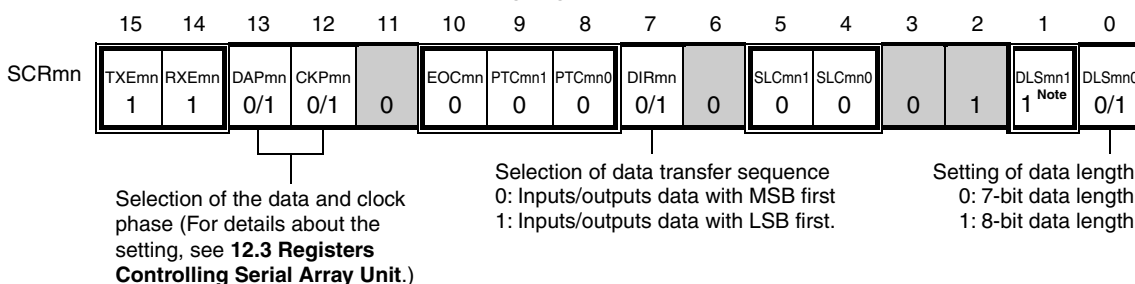 15 14 13 12 11 10 9 8 7 6 5 4 3 2 1 0
SCRmn TXEmn RXEmn DAPmn CKPmn EOCmn PTCmn1 PTCmn0 DIRmn SLCmn1 SLCmn0 DLSmn1 DLSmn0
1 1 0/1 0/1 0 0 0 0 0/1 0 0 0 0 1 1 Note 0/1
Selection of the data and clock
phase (For details about the
setting, see 12.3 Registers
Controlling Serial Array Unit.)
Selection of data transfer sequence
0: Inputs/outputs data with MSB first
1: Inputs/outputs data with LSB first.
Setting of data length
0: 7-bit data length
1: 8-bit data length